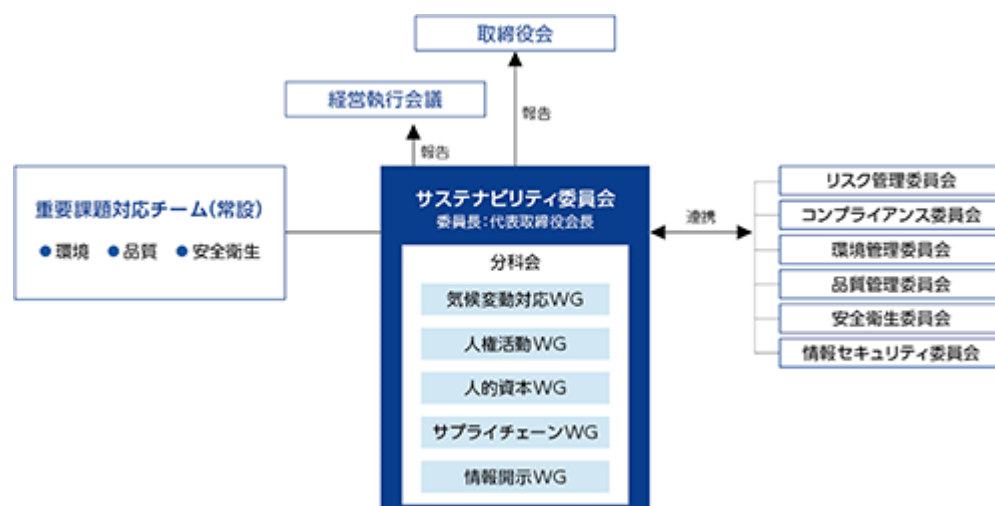 取締役会
経営執行会議
報告
報告
重要課題対応チーム(常設)
●環境 ●品質 ●安全衛生
サステナビリティ委員会
委員長:代表取締役会長
分科会
気候変動対応WG
人権活動WG
人的資本WG
サプライチェーンWG
情報開示WG
連携
リスク管理委員会
コンプライアンス委員会
環境管理委員会
品質管理委員会
安全衛生委員会
情報セキュリティ委員会